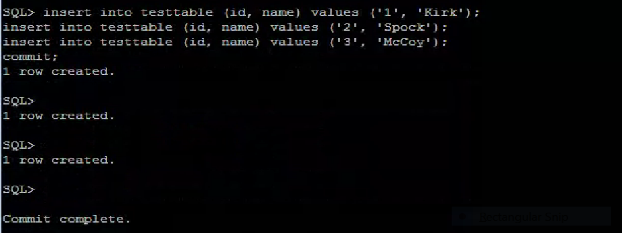 SQL> insert into testtable (id, name) values ('1', 'Kirk');
insert into testtable (id, name) values ('2', 'Spock');
insert into testtable (id, name) values ('3', 'McCoy');
commit;
1 row created.
SQL>
1 row created.
SQL>
1 row created.
SQL>
Commit complete.